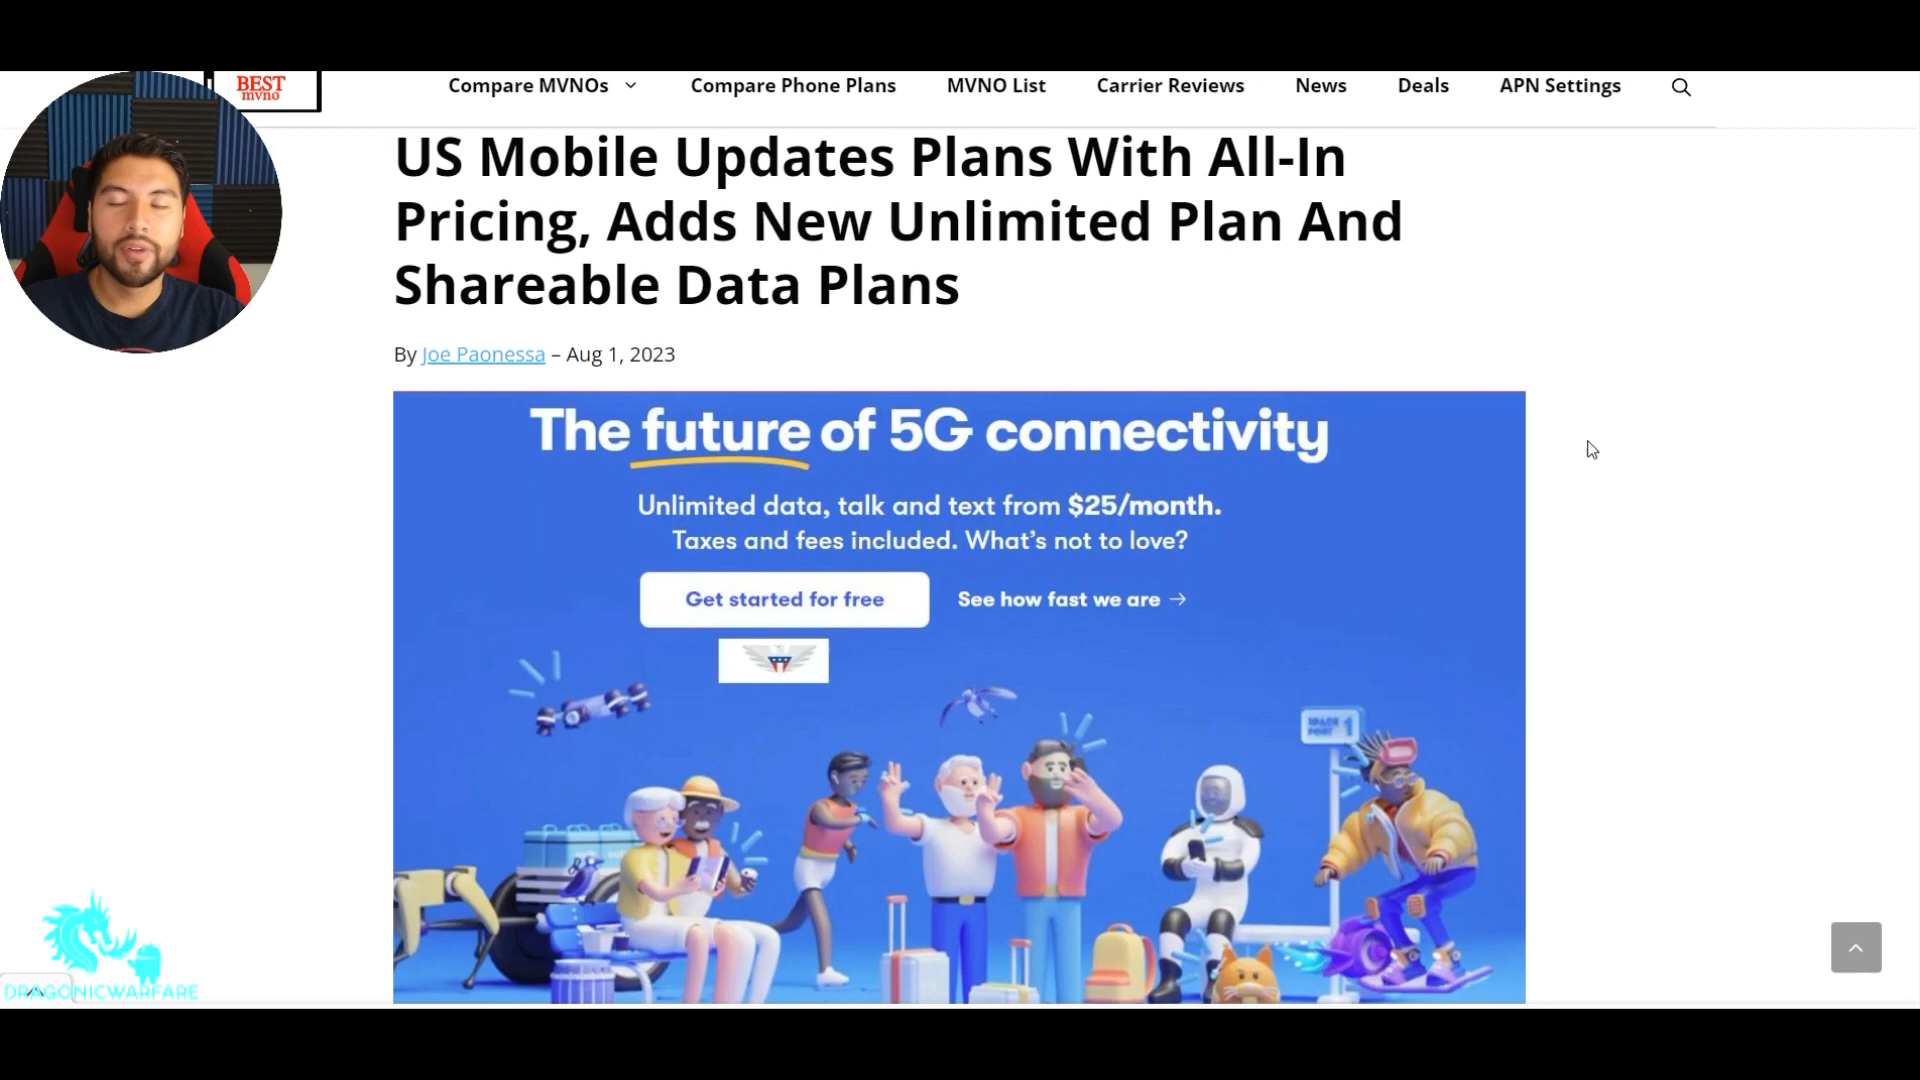 BEST
mvno
Compare MVNOs
Compare Phone Plans
MVNO List
Carrier Reviews
News
Deals
APN Settings
US Mobile Updates Plans With All-In
Pricing, Adds New Unlimited Plan And
Shareable Data Plans
By Joe Paonessa – Aug 1, 2023
The future of 5G connectivity
Unlimited data, talk and text from $25/month.
Taxes and fees included. What's not to love?
Get started for free
See how fast we are →
DRAGONICWARFARE